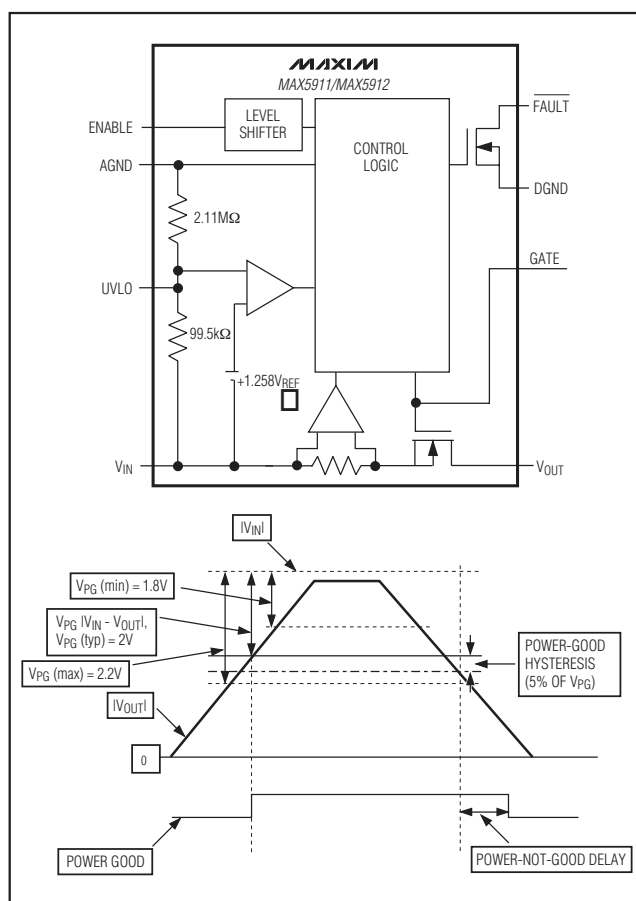 MAXIM
MAX5911/MAX5912
ENABLE
LEVEL
SHIFTER
CONTROL
LOGIC
FAULT
AGND
DGND
2.11MΩ
GATE
UVLO
99.5kΩ
+1.258VREF
VIN
VOUT
|VIN|
VPG (min) = 1.8V
VPG |VIN - VOUT|,
VPG (typ) = 2V
VPG (max) = 2.2V
POWER-GOOD
HYSTERESIS
(5% OF VPG)
|VOUT|
0
POWER GOOD
POWER-NOT-GOOD DELAY